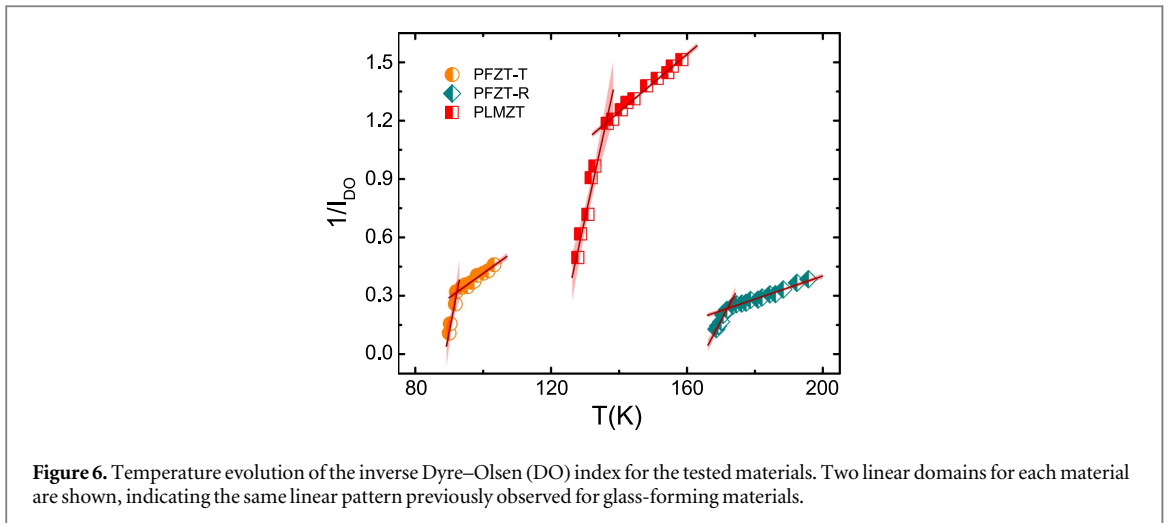 1.5
1.2
0.9
0.6
0.3
0.0
1/I_DO
PFZT-T
PFZT-R
PLMZT
80 120 160 200
T(K)
Figure 6. Temperature evolution of the inverse Dyre–Olsen (DO) index for the tested materials. Two linear domains for each material
are shown, indicating the same linear pattern previously observed for glass-forming materials.